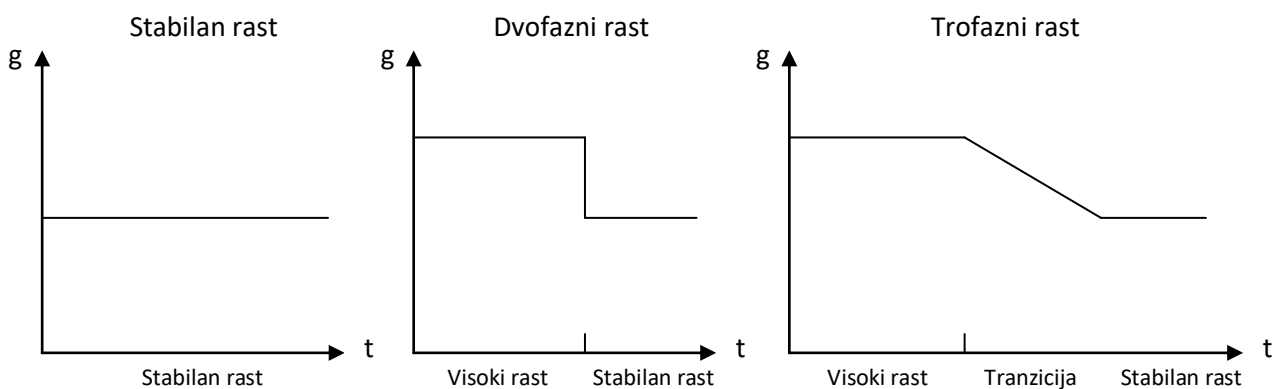 Stabilan rast
Dvofazni rast
Trofazni rast
g
g
g
t
t
t
Stabilan rast
Visoki rast
Stabilan rast
Visoki rast
Tranzicija
Stabilan rast